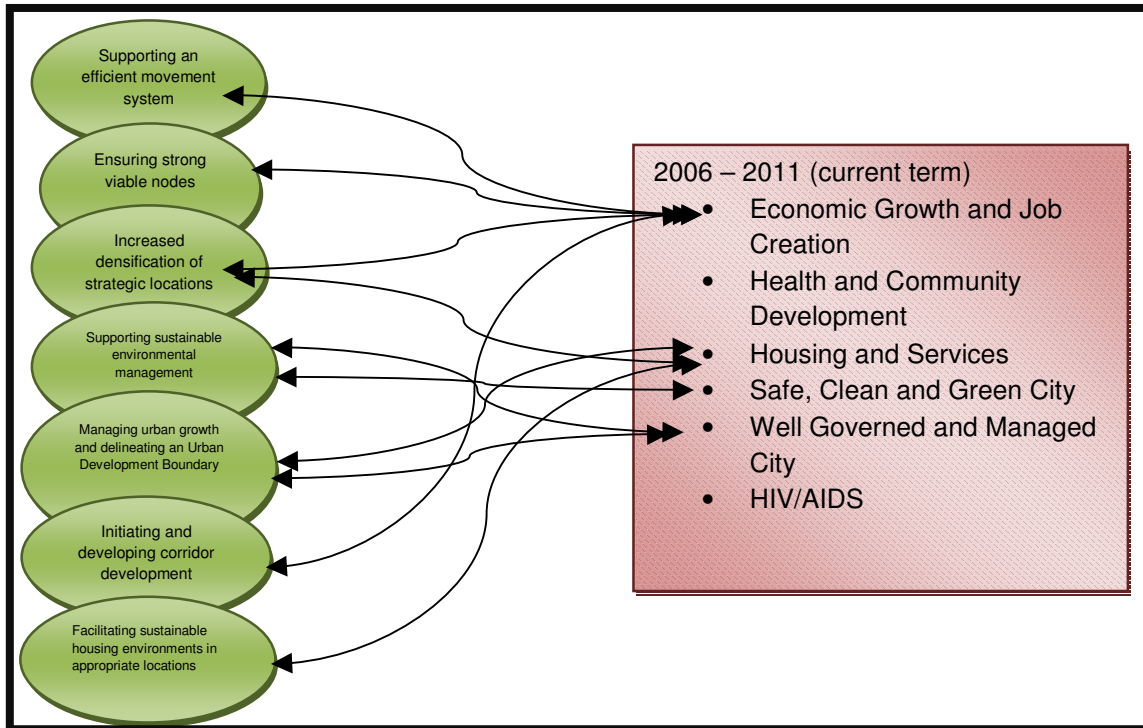 Supporting an
efficient movement
system
Ensuring strong
viable nodes
Increased
densification of
strategic locations
Supporting sustainable
environmental
management
Managing urban growth
and delineating an Urban
Development Boundary
Initiating and
developing corridor
development
Facilitating sustainable
housing environments in
appropriate locations
2006 – 2011 (current term)
• Economic Growth and Job
Creation
• Health and Community
Development
• Housing and Services
• Safe, Clean and Green City
• Well Governed and Managed
City
• HIV/AIDS